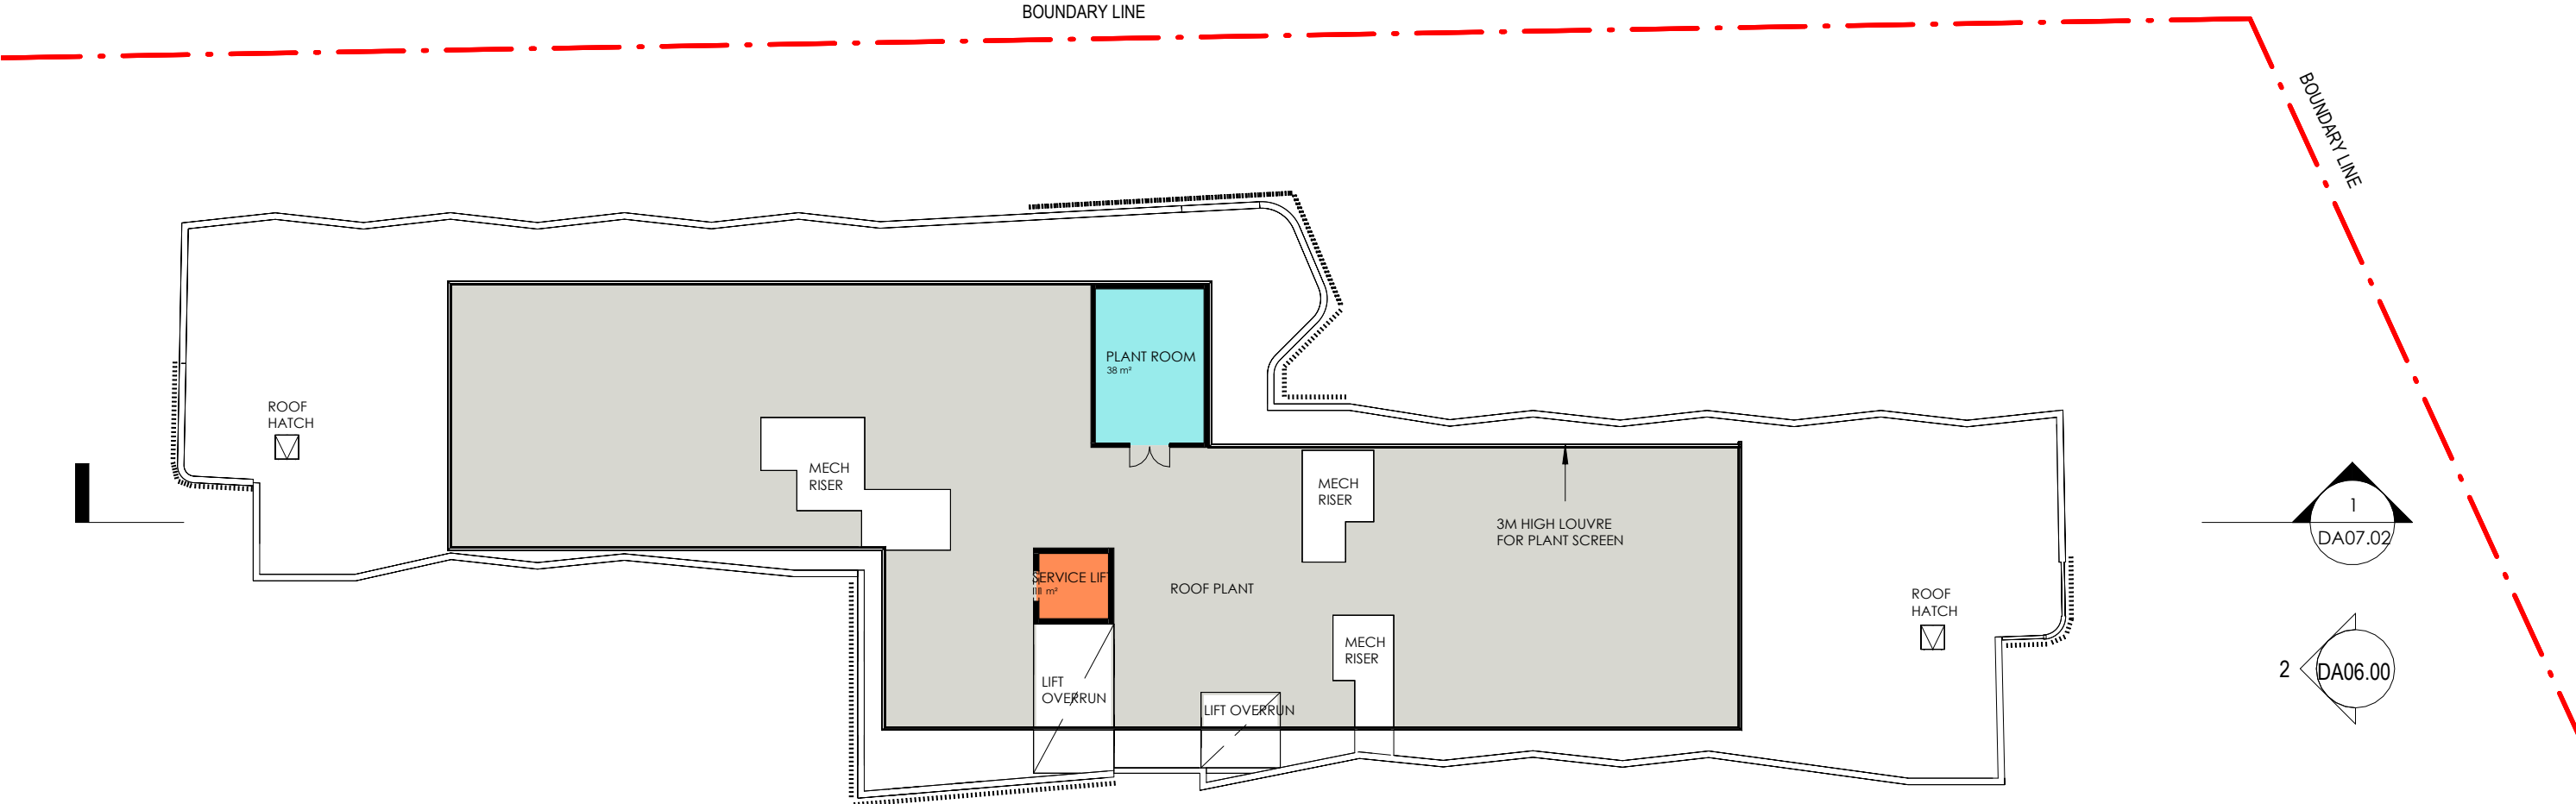 BOUNDARY LINE
BOUNDARY LINE
PLANT ROOM
38 m²
ROOF
HATCH
MECH
RISER
MECH
RISER
3M HIGH LOUVRE
FOR PLANT SCREEN
1
DA07.02
SERVICE LIFT
ROOF PLANT
ROOF
HATCH
MECH
RISER
2
DA06.00
LIFT
OVERRUN
LIFT OVERRUN